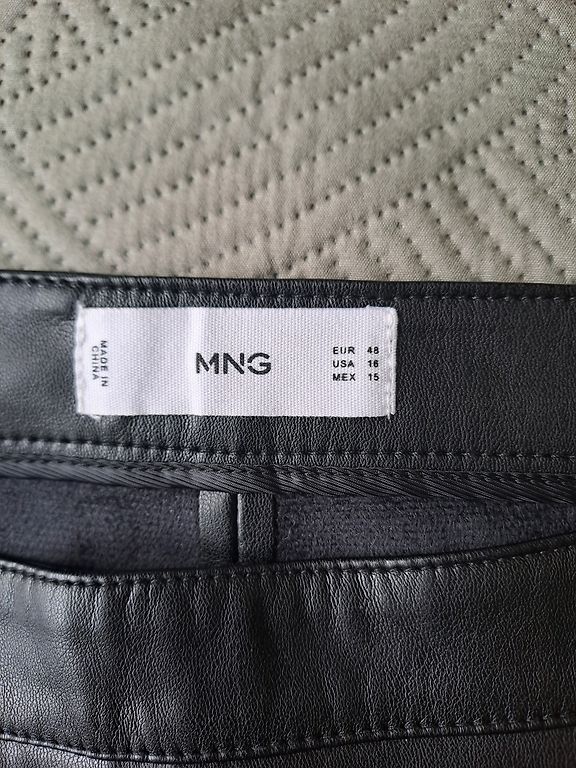 MADE IN
CHINA
MNG
EUR 48
USA 16
MEX 15